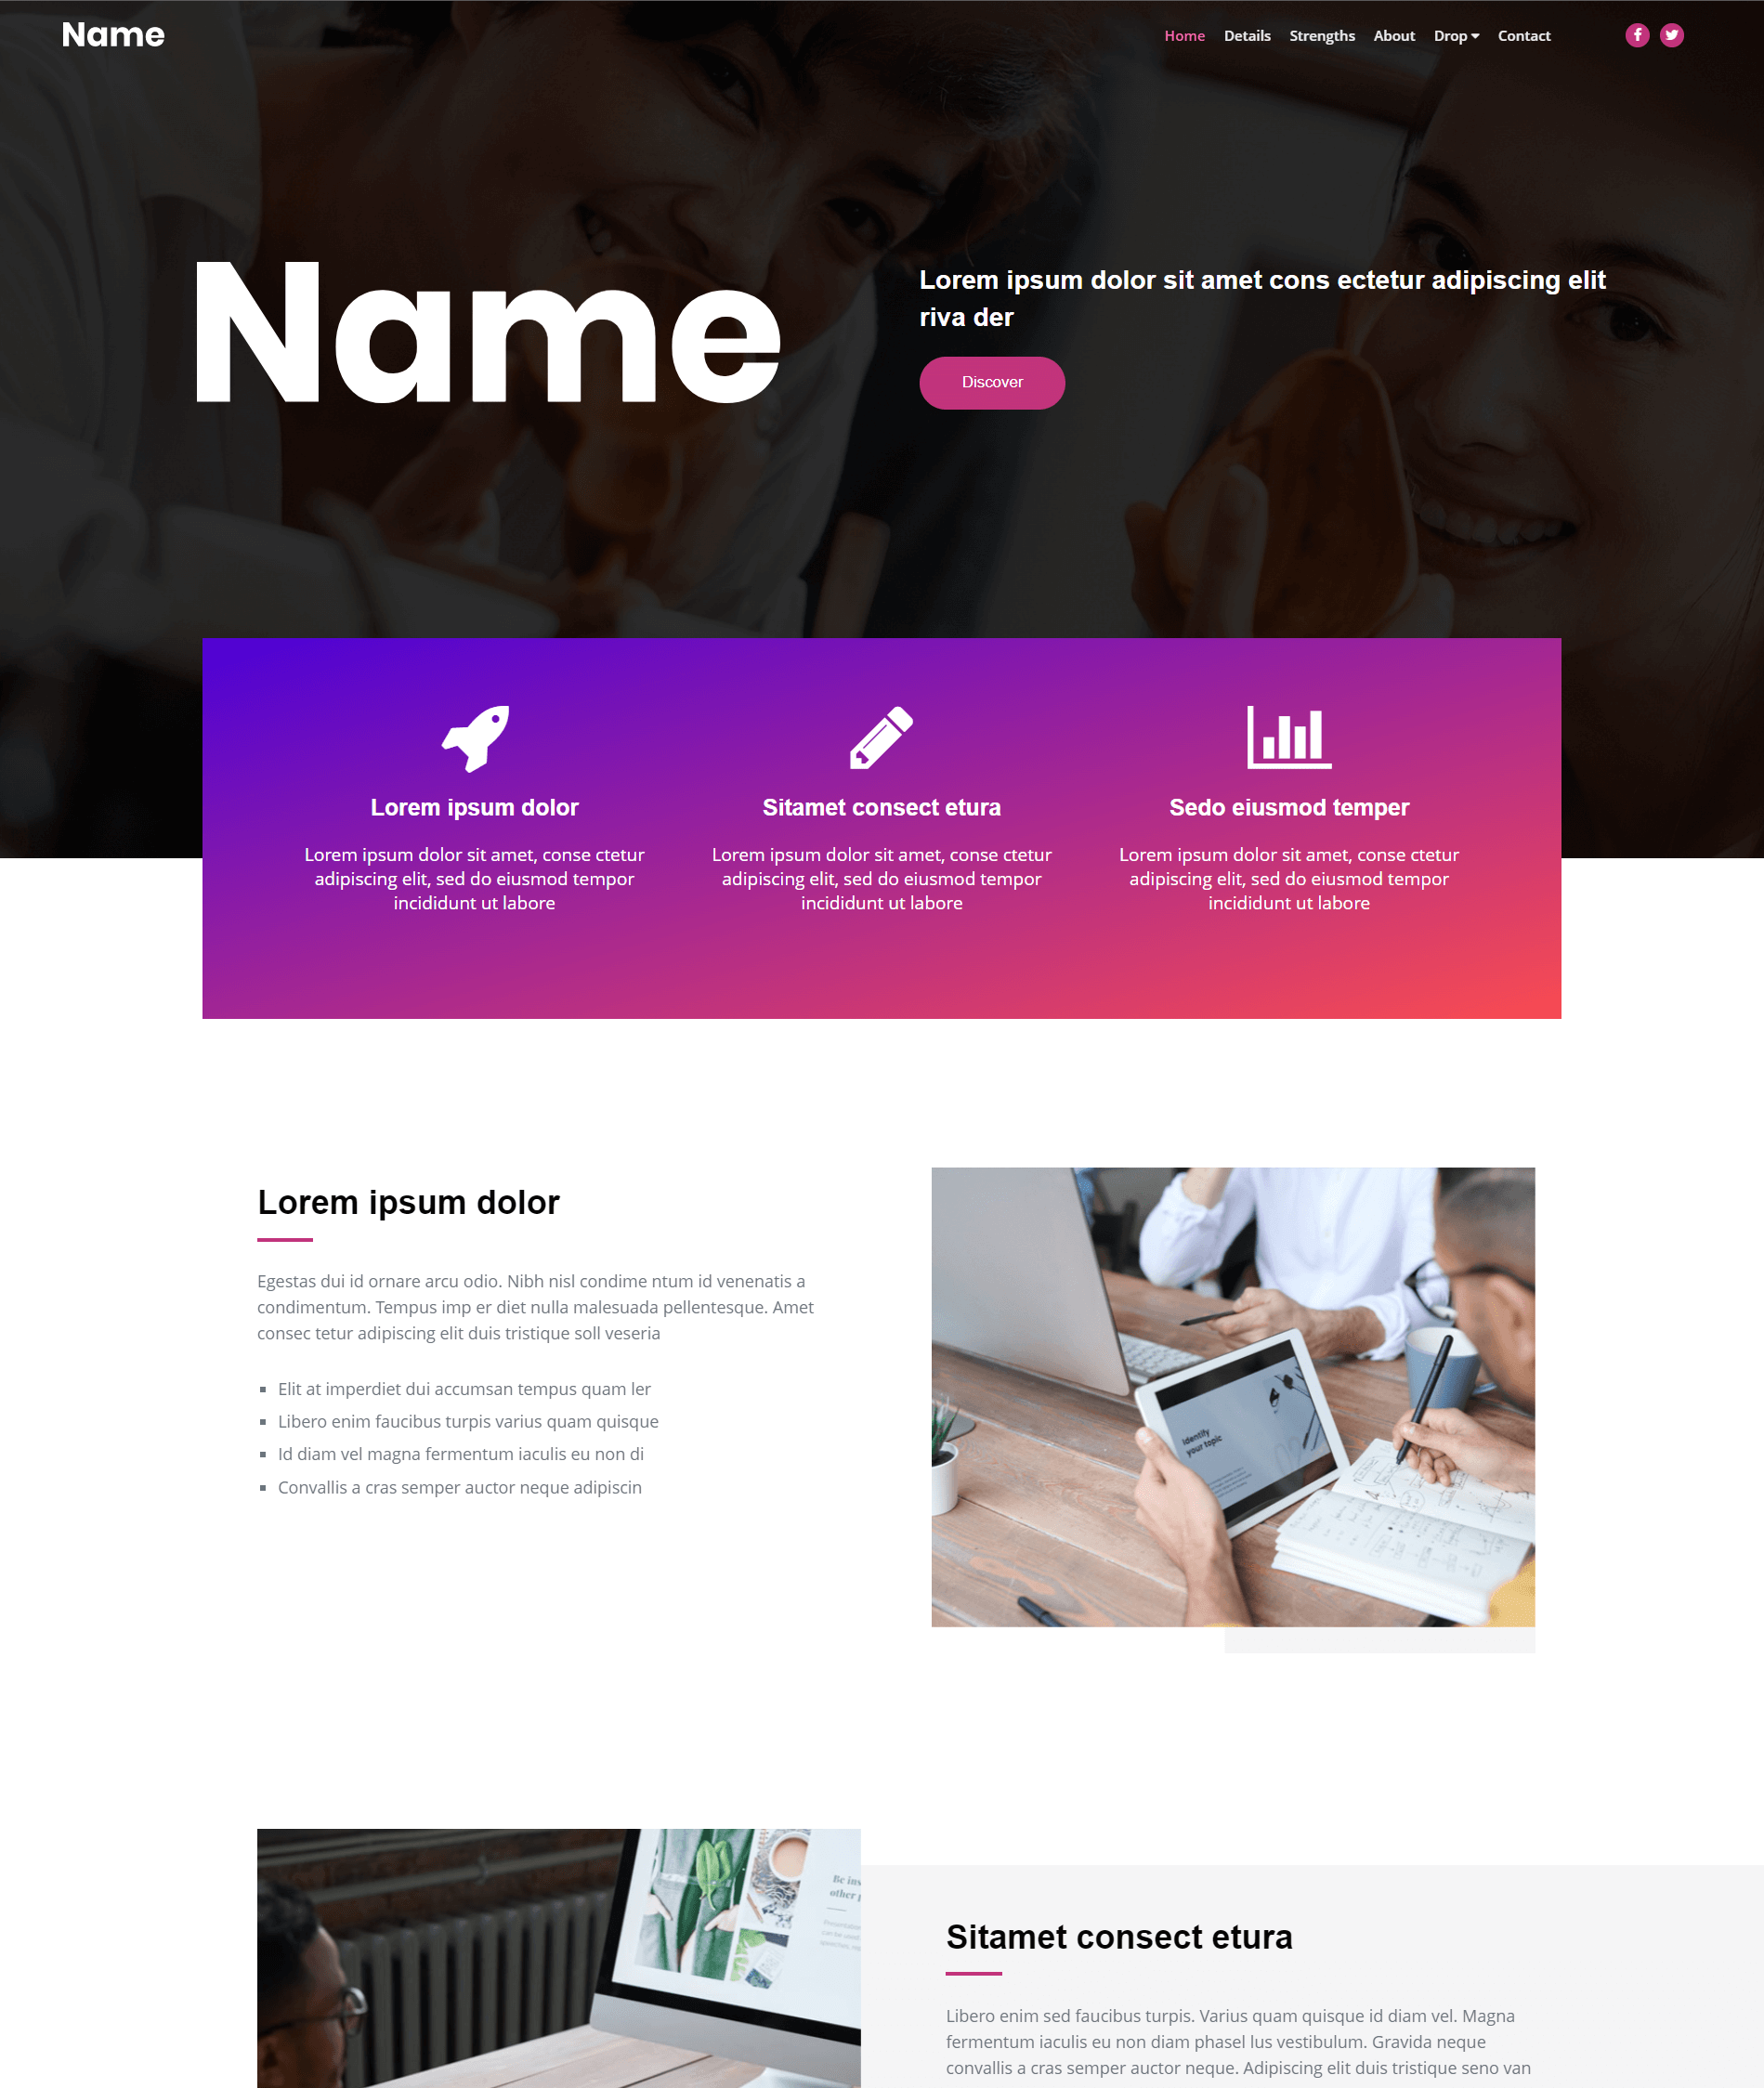 Name
Home Details Strengths About Drop Contact
Name
Lorem ipsum dolor sit amet cons ectetur adipiscing elit
riva der
Discover
Lorem ipsum dolor
Lorem ipsum dolor sit amet, conse ctetur
adipiscing elit, sed do eiusmod tempor
incididunt ut labore
Sitamet consect etura
Lorem ipsum dolor sit amet, conse ctetur
adipiscing elit, sed do eiusmod tempor
incididunt ut labore
Sedo eiusmod temper
Lorem ipsum dolor sit amet, conse ctetur
adipiscing elit, sed do eiusmod tempor
incididunt ut labore
Lorem ipsum dolor
Egestas dui id ornare arcu odio. Nibh nisl condime ntum id venenatis a
condimentum. Tempus imp er diet nulla malesuada pellentesque. Amet
consec tetur adipiscing elit duis tristique soll veseria
Elit at imperdiet dui accumsan tempus quam ler
Libero enim faucibus turpis varius quam quisque
Id diam vel magna fermentum iaculis eu non di
Convallis a cras semper auctor neque adipiscin
Identify
your topic
Be ins
other
Sitamet consect etura
Libero enim sed faucibus turpis. Varius quam quisque id diam vel. Magna
fermentum iaculis eu non diam phasel lus vestibulum. Gravida neque
convallis a cras semper auctor neque. Adipiscing elit duis tristique seno van